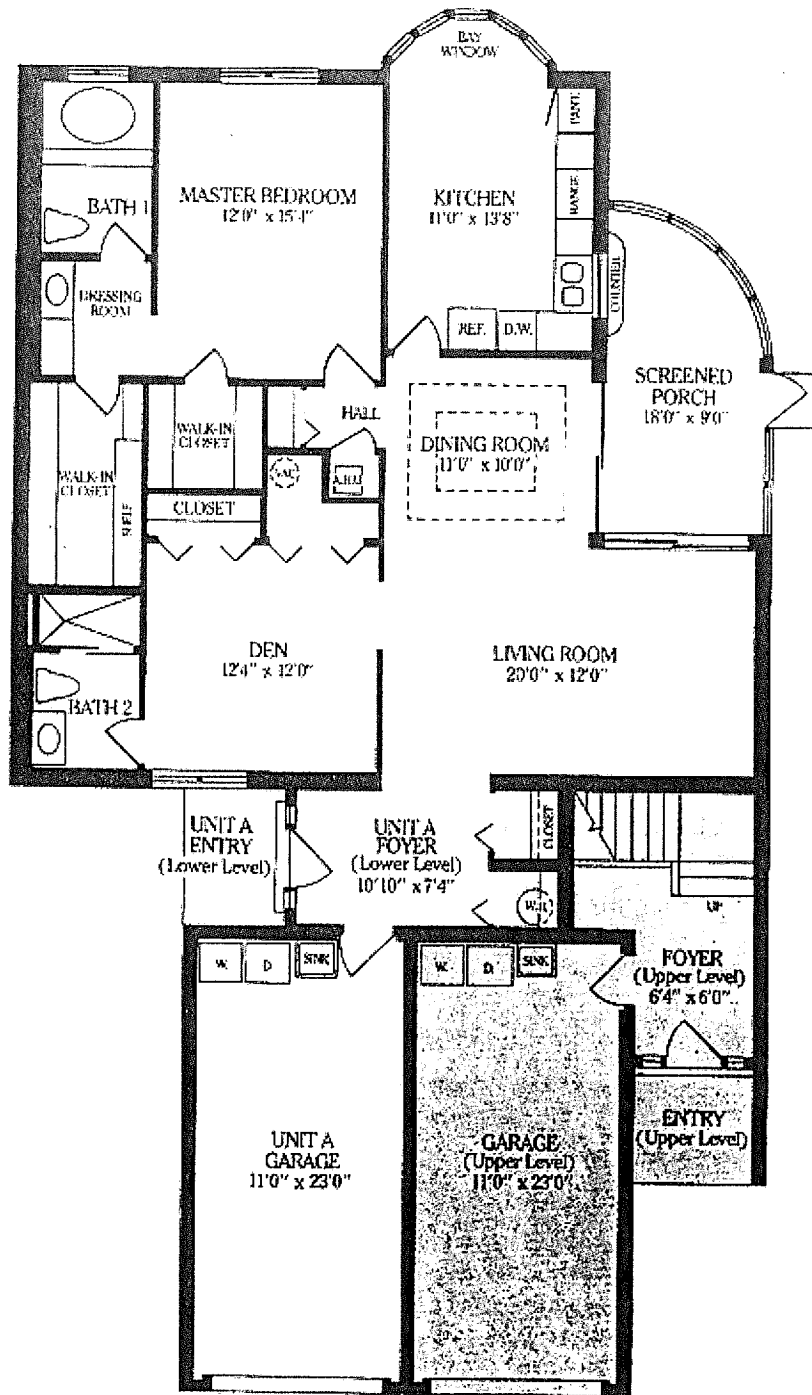 BAY
WINDOW
PANT.
MASTER BEDROOM
12'0" x 15'4"
KITCHEN
11'0" x 13'8"
RANGE
BATH 1
DRESSING
ROOM
COUNTER
REF.
D.W.
SCREENED
PORCH
18'0" x 9'0"
HALL
WALK-IN
CLOSET
DINING ROOM
11'0" x 10'0"
WALK-IN
CLOSET
SHELF
CLOSET
DEN
12'4" x 12'0"
LIVING ROOM
20'0" x 12'0"
BATH 2
UNIT A
ENTRY
(Lower Level)
UNIT A
FOYER
(Lower Level)
10'10" x 7'4"
CLOSET
W.H.
UP
FOYER
(Upper Level)
6'4" x 6'0"
W.
D.
SINK
W.
D.
SINK
ENTRY
(Upper Level)
UNIT A
GARAGE
11'0" x 23'0"
GARAGE
(Upper Level)
11'0" x 23'0"